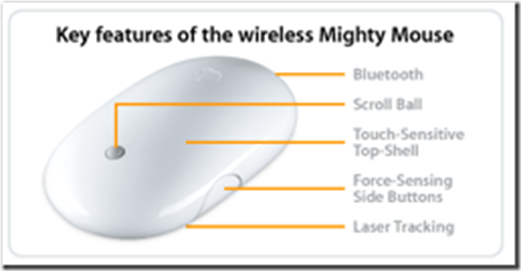 Key features of the wireless Mighty Mouse
Bluetooth
Scroll Ball
Touch-Sensitive
Top-Shell
Force-Sensing
Side Buttons
Laser Tracking